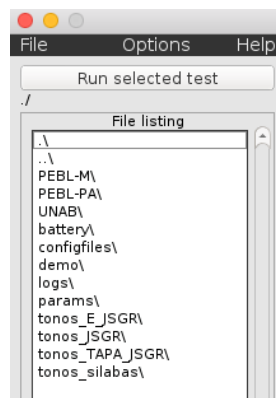 File Options Help
Run selected test
./
File listing
.\
..\
PEBL-M\
PEBL-PA\
UNAB\
battery\
configfiles\
demo\
logs\
params\
tonos_E_JSGR\
tonos_JSGR\
tonos_TAPA_JSGR\
tonos_silabas\